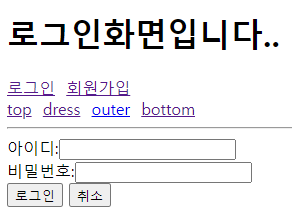 로그인화면입니다..
로그인 회원가입
top dress outer bottom
아이디:
비밀번호:
로그인 취소